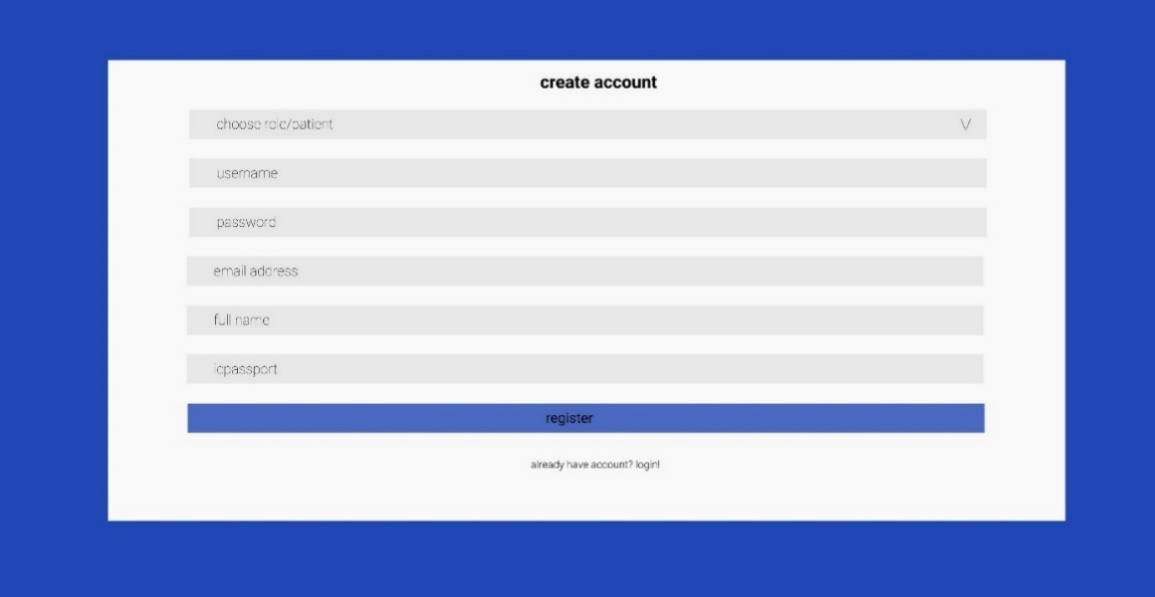 create account
choose role/patient
V
username
password
email address
full name
icpassport
register
already have account? login!